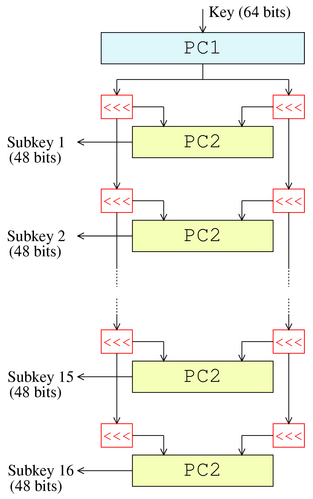 Key (64 bits)
PC1
<<< <<<
Subkey 1
(48 bits)
PC2
<<< <<<
Subkey 2
(48 bits)
PC2
<<< <<<
Subkey 15
(48 bits)
PC2
<<< <<<
Subkey 16
(48 bits)
PC2